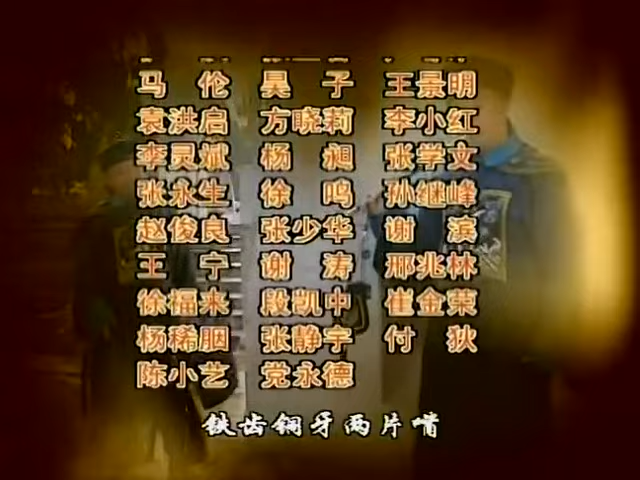 马 伦 昊 子 王景明
袁洪启 方晓莉 李小红
李灵斌 杨 昶 张学文
张永生 徐 鸣 孙继峰
赵俊良 张少华 谢 滨
王 宁 谢 涛 邢兆林
徐福来 段凯中 崔金荣
杨稀胭 张静宇 付 狄
陈小艺 党永德
铁齿铜牙两片嘴